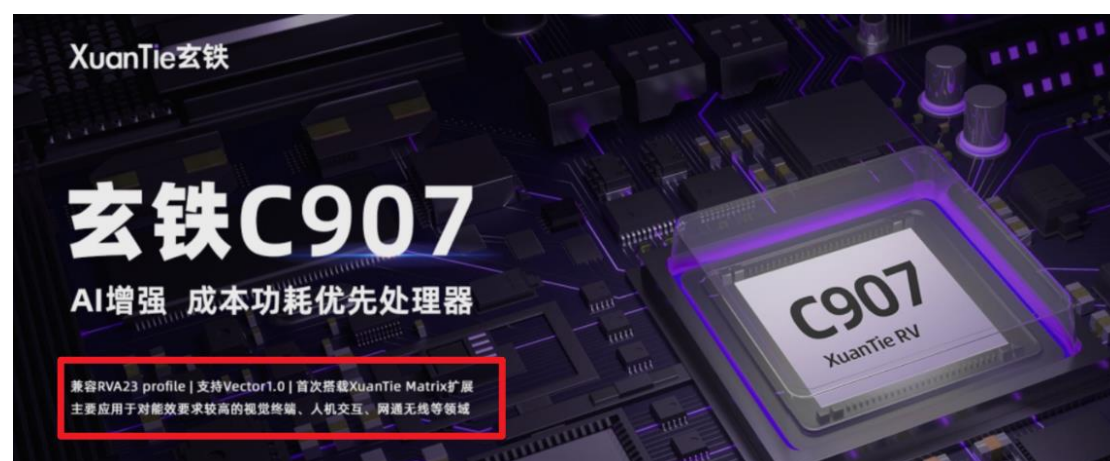 XuanTie玄铁
玄铁C907
AI增强 成本功耗优先处理器
兼容RVA23 profile | 支持Vector1.0 | 首次搭载XuanTie Matrix扩展
主要应用于对能效要求较高的视觉终端、人机交互、网通无线等领域
C907
XuanTie RV